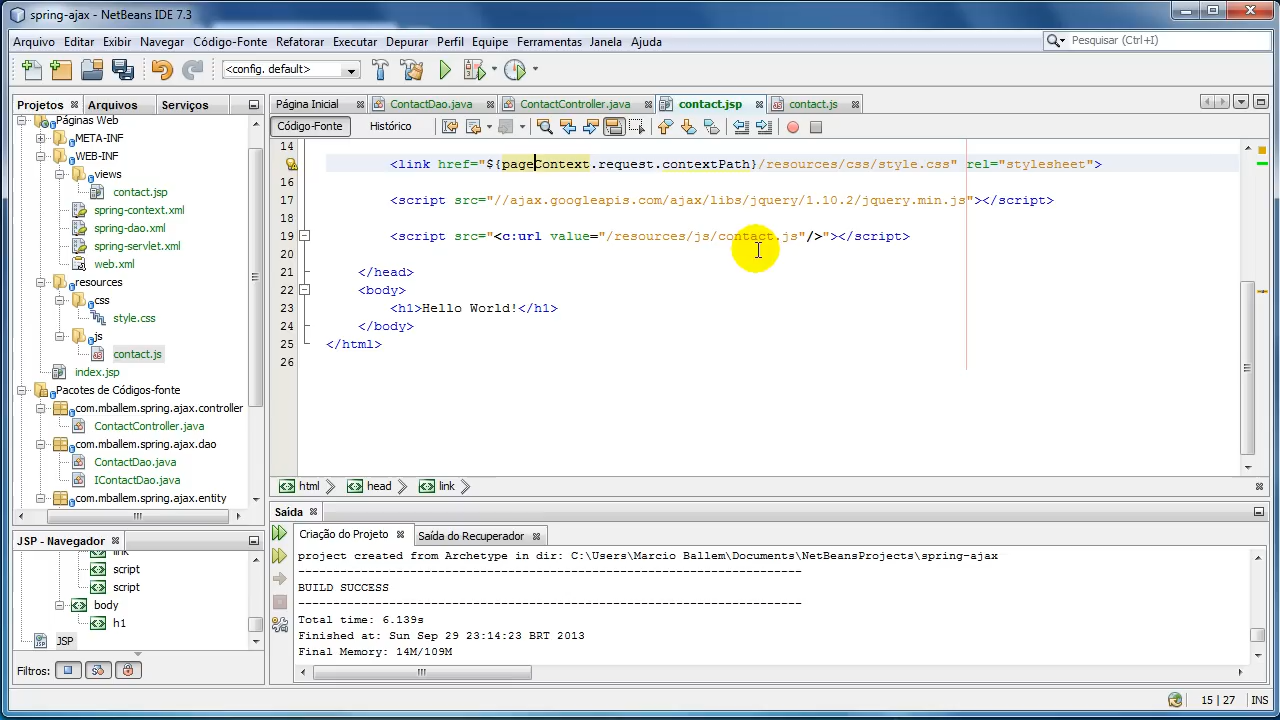 spring-ajax - NetBeans IDE 7.3
Arquivo Editar Exibir Navegar Código-Fonte Refatorar Executar Depurar Perfil Equipe Ferramentas Janela Ajuda
Pesquisar (Ctrl+I)
<config. default>
Projetos Arquivos Serviços
Página Inicial ContactDao.java ContactController.java contact.jsp contact.js
Código-Fonte Histórico
Páginas Web
META-INF
WEB-INF
views
contact.jsp
spring-context.xml
spring-dao.xml
spring-servlet.xml
web.xml
resources
css
style.css
js
contact.js
index.jsp
Pacotes de Códigos-fonte
com.mballem.spring.ajax.controller
ContactController.java
com.mballem.spring.ajax.dao
ContactDao.java
IContactDao.java
com.mballem.spring.ajax.entity
14
<link href="${pageContext.request.contextPath}/resources/css/style.css" rel="stylesheet">
16
17 <script src="//ajax.googleapis.com/ajax/libs/jquery/1.10.2/jquery.min.js"></script>
18
19 <script src="<c:url value="/resources/js/contact.js"/>"></script>
20
21 </head>
22 <body>
23 <h1>Hello World!</h1>
24 </body>
25 </html>
26
html head link
JSP - Navegador
link
script
script
body
h1
JSP
Filtros:
Saída
Criação do Projeto Saída do Recuperador
project created from Archetype in dir: C:\Users\Marcio Ballem\Documents\NetBeansProjects\spring-ajax
------------------------------------------------------------------------
BUILD SUCCESS
------------------------------------------------------------------------
Total time: 6.139s
Finished at: Sun Sep 29 23:14:23 BRT 2013
Final Memory: 14M/109M
15 | 27 INS